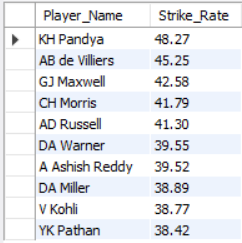 Player_Name Strike_Rate
KH Pandya 48.27
AB de Villiers 45.25
GJ Maxwell 42.58
CH Morris 41.79
AD Russell 41.30
DA Warner 39.55
A Ashish Reddy 39.52
DA Miller 38.89
V Kohli 38.77
YK Pathan 38.42